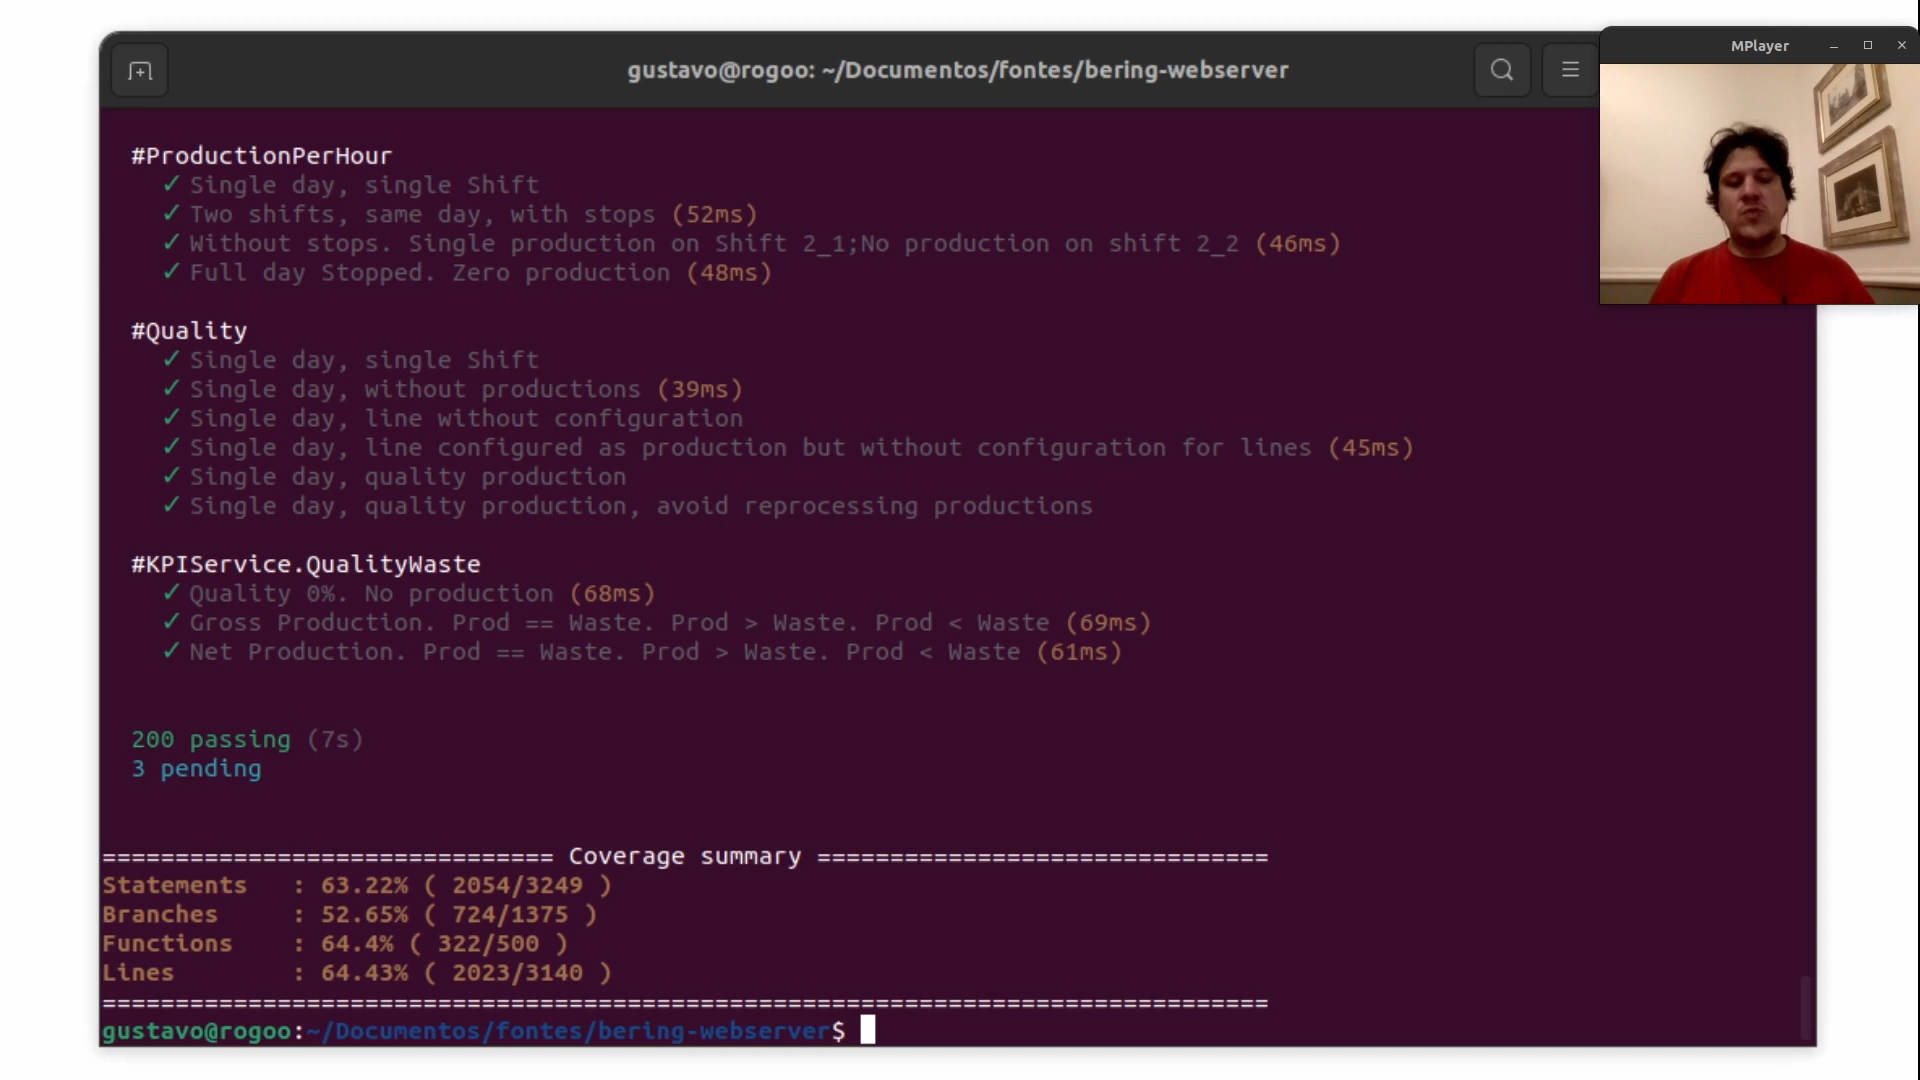 gustavo@rogoo: ~/Documentos/fontes/bering-webserver
MPlayer
#ProductionPerHour
✓ Single day, single Shift
✓ Two shifts, same day, with stops (52ms)
✓ Without stops. Single production on Shift 2_1;No production on shift 2_2 (46ms)
✓ Full day Stopped. Zero production (48ms)
#Quality
✓ Single day, single Shift
✓ Single day, without productions (39ms)
✓ Single day, line without configuration
✓ Single day, line configured as production but without configuration for lines (45ms)
✓ Single day, quality production
✓ Single day, quality production, avoid reprocessing productions
#KPIService.QualityWaste
✓ Quality 0%. No production (68ms)
✓ Gross Production. Prod == Waste. Prod > Waste. Prod < Waste (69ms)
✓ Net Production. Prod == Waste. Prod > Waste. Prod < Waste (61ms)
200 passing (7s)
3 pending
=============================== Coverage summary ===============================
Statements   : 63.22% ( 2054/3249 )
Branches     : 52.65% ( 724/1375 )
Functions    : 64.4% ( 322/500 )
Lines        : 64.43% ( 2023/3140 )
================================================================================
gustavo@rogoo:~/Documentos/fontes/bering-webserver$